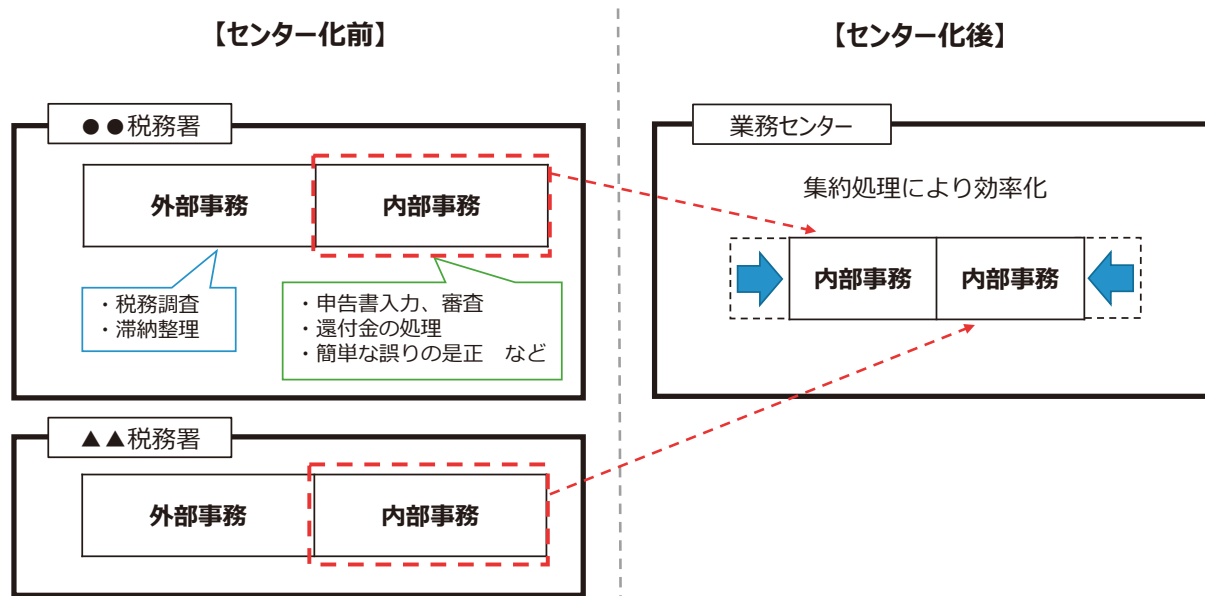 【センター化前】
●●税務署
外部事務
内部事務
・税務調査
・滞納整理
・申告書入力、審査
・還付金の処理
・簡単な誤りの是正　など
▲▲税務署
外部事務
内部事務
【センター化後】
業務センター
集約処理により効率化
内部事務
内部事務